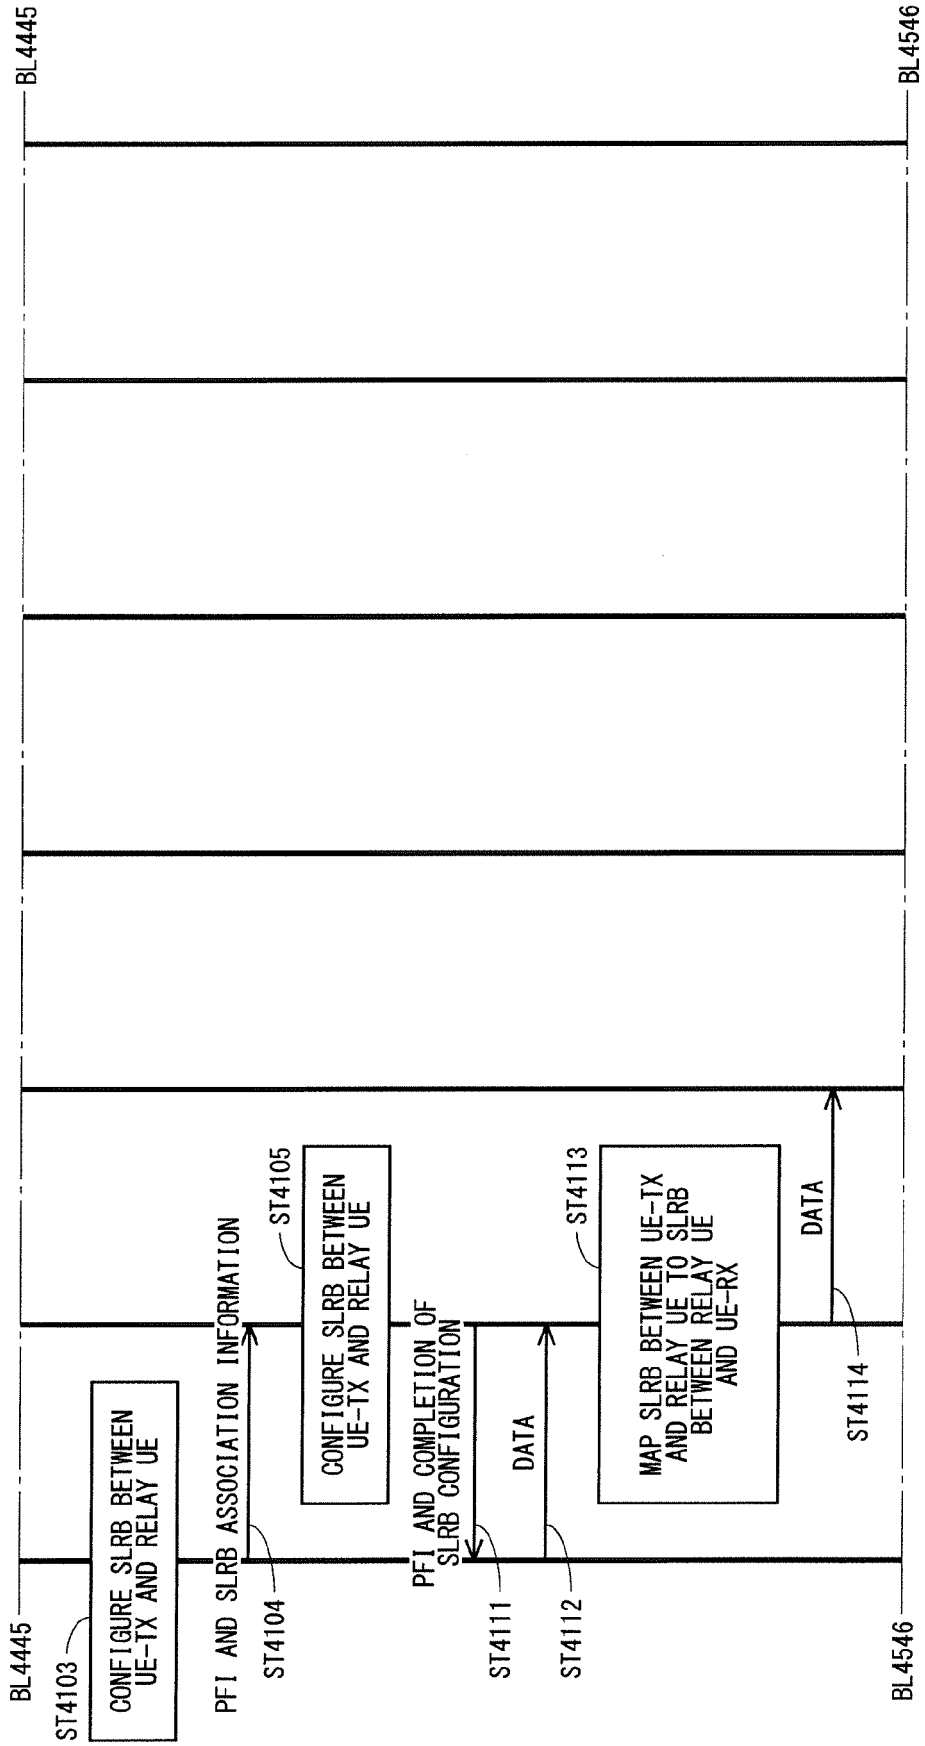 BL4445
BL4445
ST4103
CONFIGURE SLRB BETWEEN
UE-TX AND RELAY UE
PFI AND SLRB ASSOCIATION INFORMATION
ST4104
ST4105
CONFIGURE SLRB BETWEEN
UE-TX AND RELAY UE
PFI AND COMPLETION OF
SLRB CONFIGURATION
ST4111
DATA
ST4112
ST4113
MAP SLRB BETWEEN UE-TX
AND RELAY UE TO SLRB
BETWEEN RELAY UE
AND UE-RX
DATA
ST4114
BL4546
BL4546